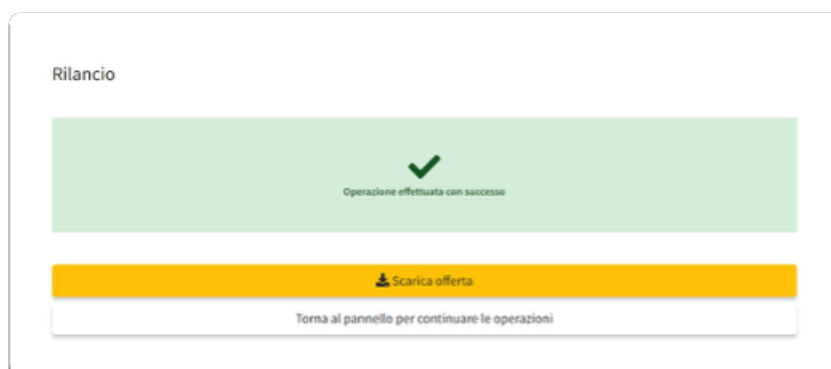 Rilancio
Operazione effettuata con successo
Scarica offerta
Torna al pannello per continuare le operazioni